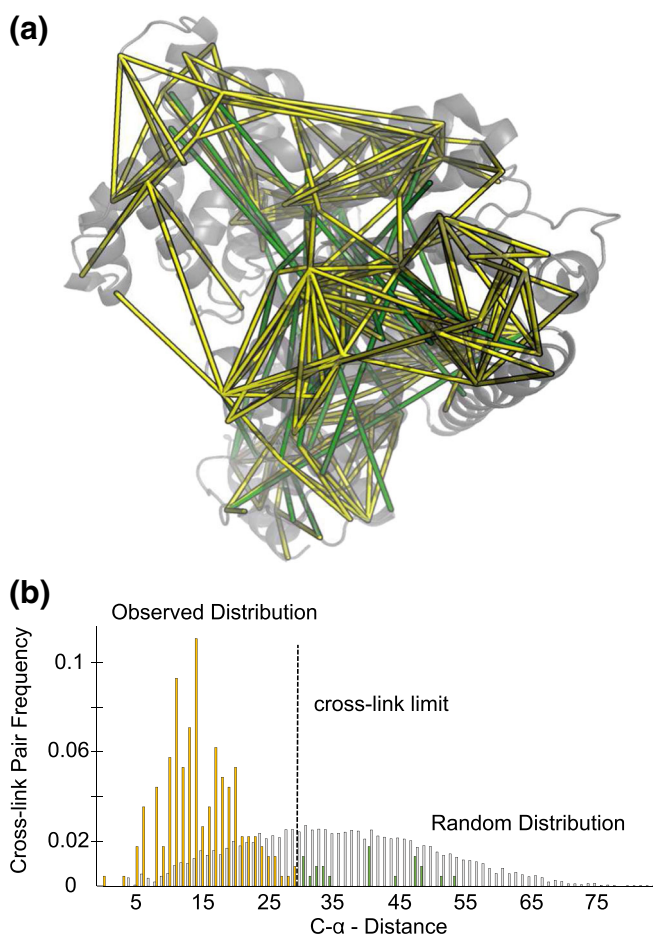 (a)
(b)
Observed Distribution
Cross-link Pair Frequency
0.1
cross-link limit
0.06
Random Distribution
0.02
0
5 15 25 35 45 55 65 75
C-α - Distance